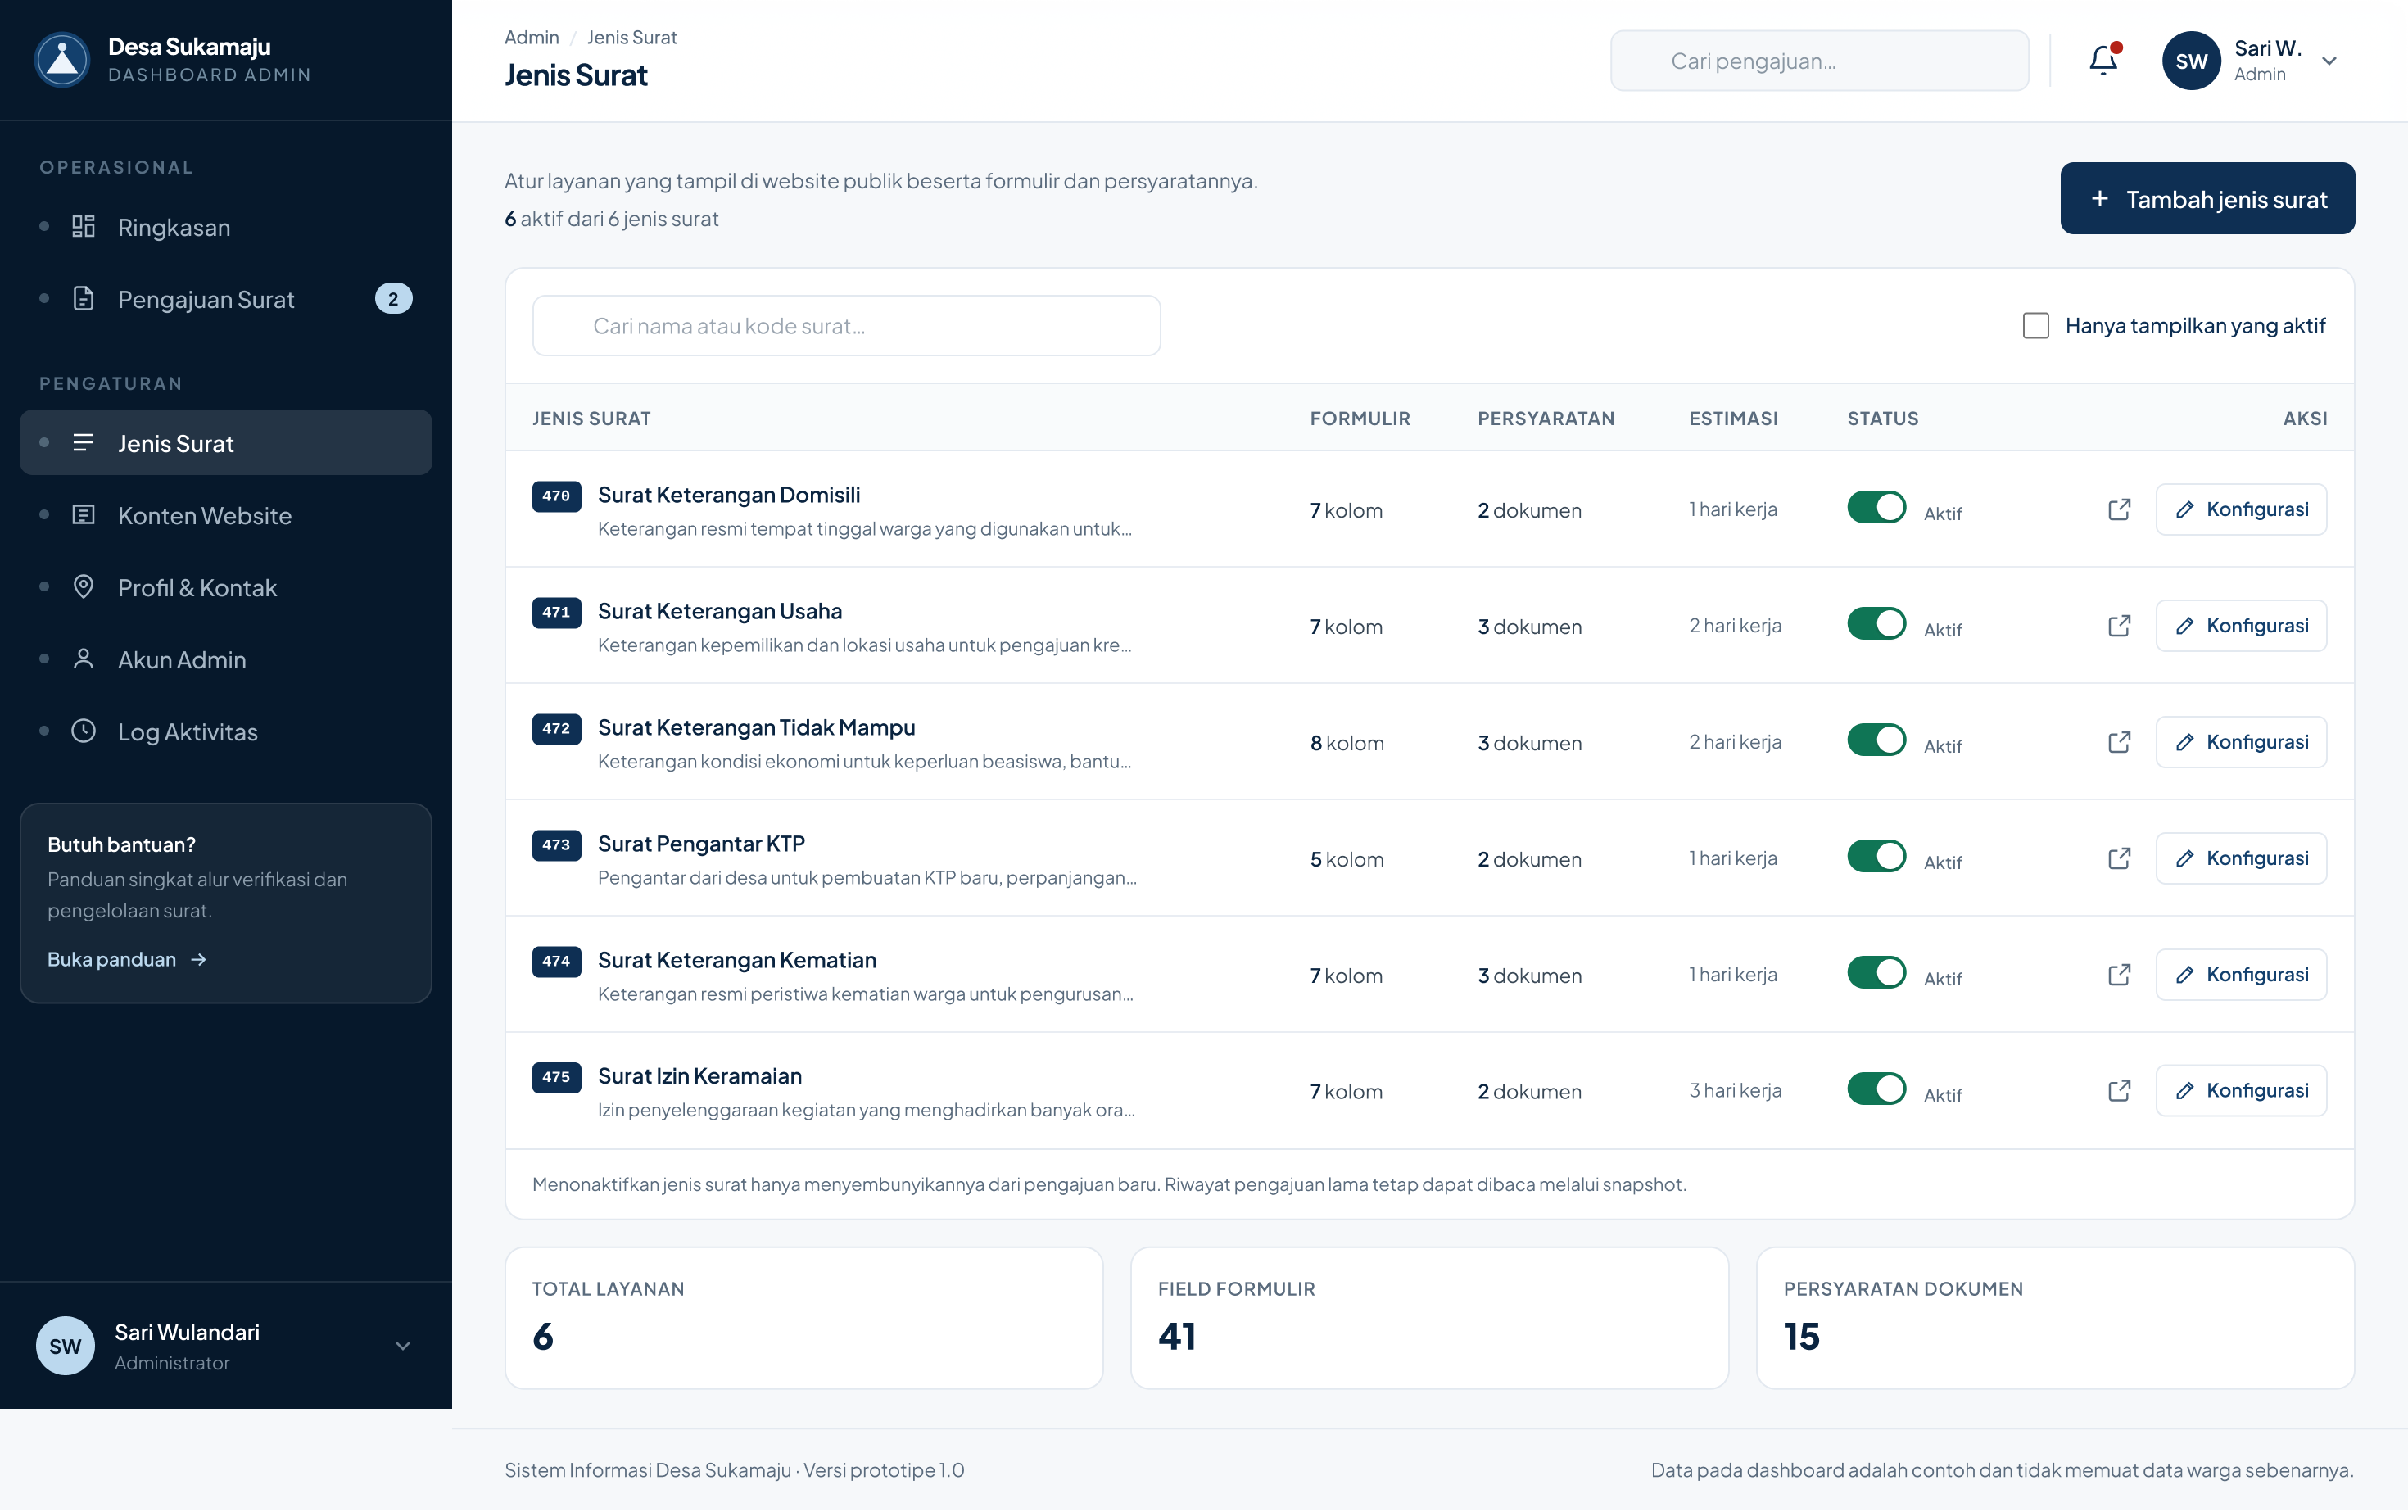 Desa Sukamaju
DASHBOARD ADMIN
OPERASIONAL
Ringkasan
Pengajuan Surat 2
PENGATURAN
Jenis Surat
Konten Website
Profil & Kontak
Akun Admin
Log Aktivitas
Butuh bantuan?
Panduan singkat alur verifikasi dan
pengelolaan surat.
Buka panduan →
SW Sari Wulandari
Administrator
Admin / Jenis Surat
Jenis Surat
Cari pengajuan...
SW Sari W.
Admin
Atur layanan yang tampil di website publik beserta formulir dan persyaratannya.
6 aktif dari 6 jenis surat
+ Tambah jenis surat
Cari nama atau kode surat...
Hanya tampilkan yang aktif
JENIS SURAT FORMULIR PERSYARATAN ESTIMASI STATUS AKSI
470 Surat Keterangan Domisili 7 kolom 2 dokumen 1 hari kerja Aktif Konfigurasi
Keterangan resmi tempat tinggal warga yang digunakan untuk...
471 Surat Keterangan Usaha 7 kolom 3 dokumen 2 hari kerja Aktif Konfigurasi
Keterangan kepemilikan dan lokasi usaha untuk pengajuan kre...
472 Surat Keterangan Tidak Mampu 8 kolom 3 dokumen 2 hari kerja Aktif Konfigurasi
Keterangan kondisi ekonomi untuk keperluan beasiswa, bantu...
473 Surat Pengantar KTP 5 kolom 2 dokumen 1 hari kerja Aktif Konfigurasi
Pengantar dari desa untuk pembuatan KTP baru, perpanjangan...
474 Surat Keterangan Kematian 7 kolom 3 dokumen 1 hari kerja Aktif Konfigurasi
Keterangan resmi peristiwa kematian warga untuk pengurusan...
475 Surat Izin Keramaian 7 kolom 2 dokumen 3 hari kerja Aktif Konfigurasi
Izin penyelenggaraan kegiatan yang menghadirkan banyak ora...
Menonaktifkan jenis surat hanya menyembunyikannya dari pengajuan baru. Riwayat pengajuan lama tetap dapat dibaca melalui snapshot.
TOTAL LAYANAN
6
FIELD FORMULIR
41
PERSYARATAN DOKUMEN
15
Sistem Informasi Desa Sukamaju · Versi prototipe 1.0
Data pada dashboard adalah contoh dan tidak memuat data warga sebenarnya.